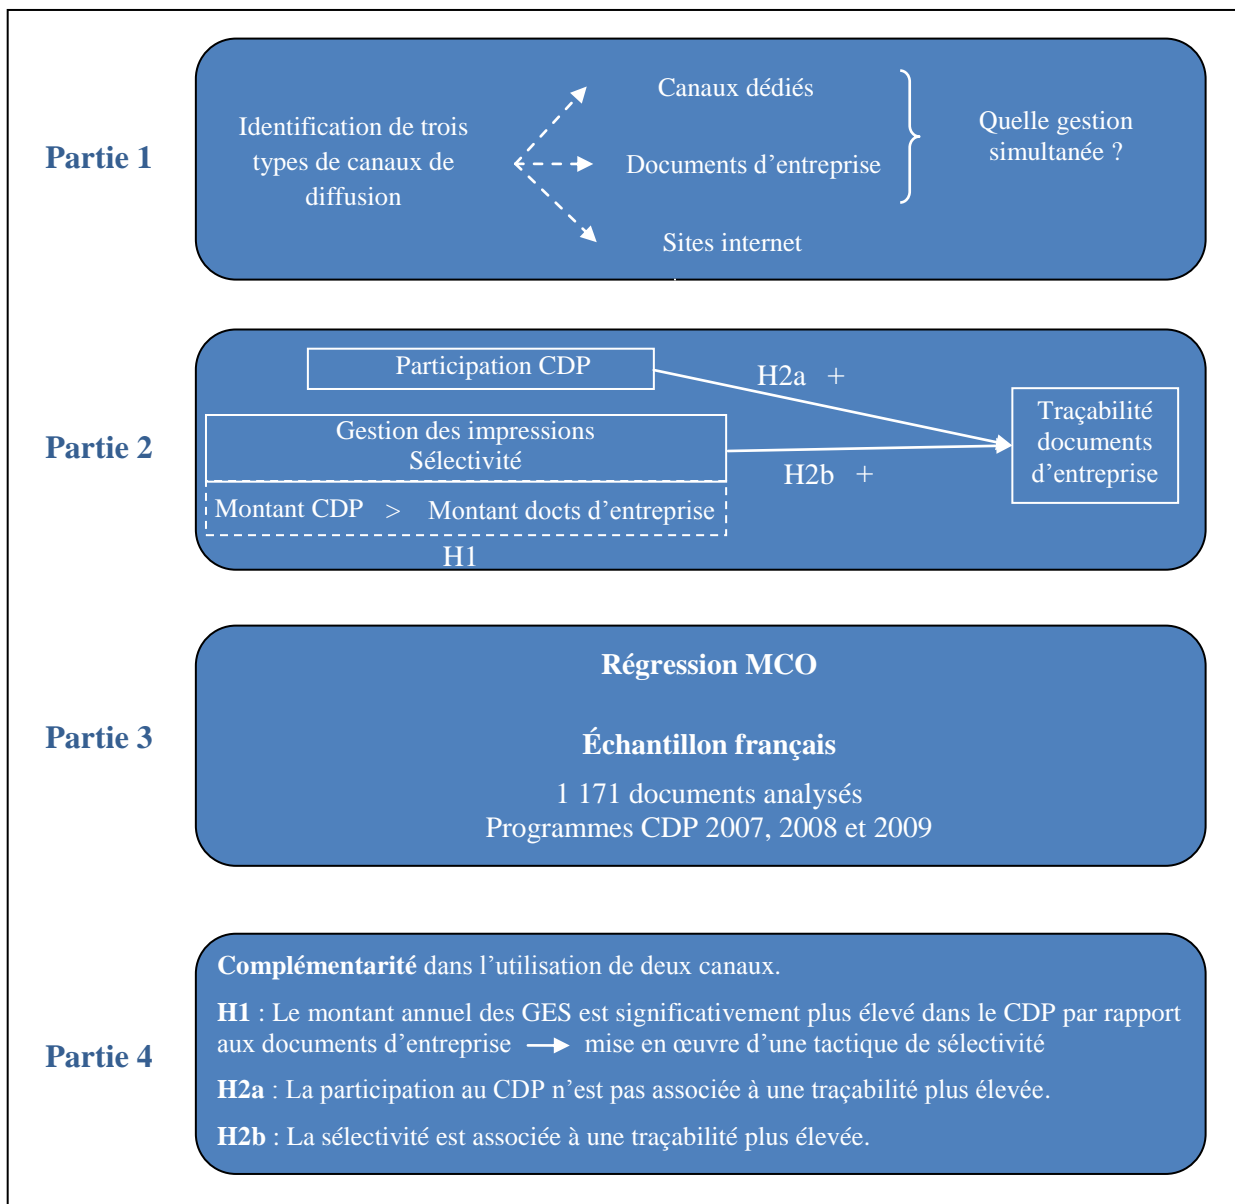 Partie 1
Identification de trois
types de canaux de
diffusion
Canaux dédiés
Documents d’entreprise
Sites internet
Quelle gestion
simultanée ?
Partie 2
Participation CDP
Gestion des impressions
Sélectivité
Montant CDP > Montant docts d’entreprise
H1
H2a +
H2b +
Traçabilité
documents
d’entreprise
Partie 3
Régression MCO
Échantillon français
1 171 documents analysés
Programmes CDP 2007, 2008 et 2009
Partie 4
Complémentarité dans l’utilisation de deux canaux.
H1 : Le montant annuel des GES est significativement plus élevé dans le CDP par rapport
aux documents d’entreprise → mise en œuvre d’une tactique de sélectivité
H2a : La participation au CDP n’est pas associée à une traçabilité plus élevée.
H2b : La sélectivité est associée à une traçabilité plus élevée.